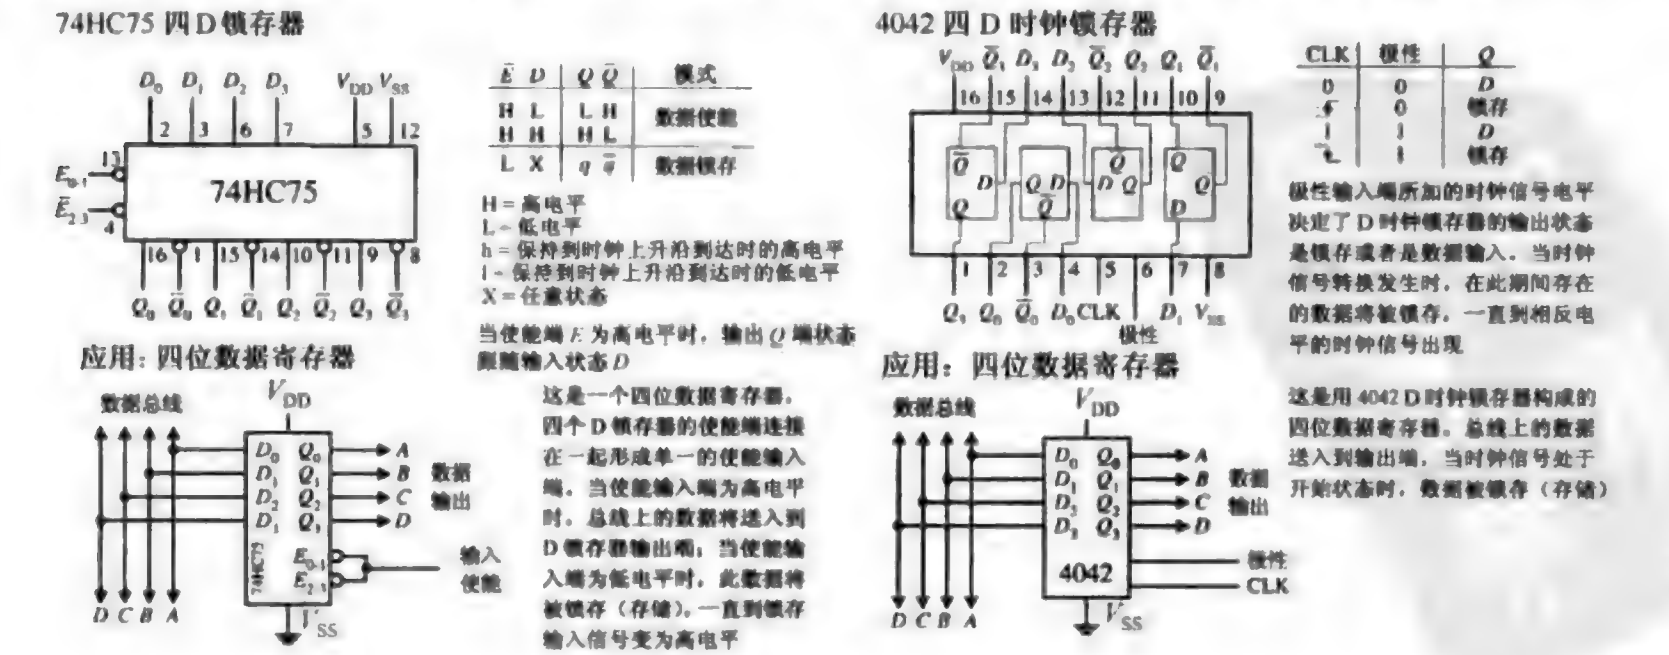 74HC75 四 D 锁存器
D₀ D₁ D₂ D₃ V_DD V_SS
2 3 6 7 5 12
13
E₀₋₁
74HC75
E̅₂₋₃
4
16 1 15 14 10 11 9 8
Q₀ Q̅₀ Q₁ Q̅₁ Q₂ Q̅₂ Q₃ Q̅₃
E̅ D Q Q̅ 模式
H L L H 数据使能
H H H L
L X q q̅ 数据锁存
H = 高电平
L = 低电平
h = 保持到时钟上升沿到达时的高电平
l = 保持到时钟上升沿到达时的低电平
X = 任意状态
当使能端 E 为高电平时，输出 Q 端状态
跟随输入状态 D
应用: 四位数据寄存器
数据总线
V_DD
D₀ Q₀ A
D₁ Q₁ B 数据
D₂ Q₂ C 输出
D₃ Q₃ D
74HC75
E₀₋₁ 输入
E₂₋₃ 使能
D C B A
V_SS
这是一个四位数据寄存器，
四个 D 锁存器的使能端连接
在一起形成单一的使能输入
端。当使能输入端为高电平
时，总线上的数据将送入到
D 锁存器输出端；当使能输
入端为低电平时，此数据将
被锁存（存储），一直到锁存
输入信号变为高电平
4042 四 D 时钟锁存器
V_DD Q̅₃ D₃ D₂ Q̅₂ Q₂ Q₁ Q̅₁
16 15 14 13 12 11 10 9
Q̅ Q Q
D Q D D Q Q
Q Q̅ D
1 2 3 4 5 6 7 8
Q₃ Q₀ Q̅₀ D₀ CLK D₁ V_SS
极性
CLK 极性 Q
0 0 D
0 锁存
1 1 D
1 锁存
极性输入端所加的时钟信号电平
决定了 D 时钟锁存器的输出状态
是锁存或者是数据输入。当时钟
信号转换发生时，在此期间存在
的数据将被锁存，一直到相反电
平的时钟信号出现
应用: 四位数据寄存器
数据总线
V_DD
D₀ Q₀ A
D₁ Q₁ B 数据
D₂ Q₂ C 输出
D₃ Q₃ D
4042
极性
CLK
D C B A
V_SS
这是用 4042 D 时钟锁存器构成的
四位数据寄存器。总线上的数据
送入到输出端，当时钟信号处于
开始状态时，数据被锁存（存储）